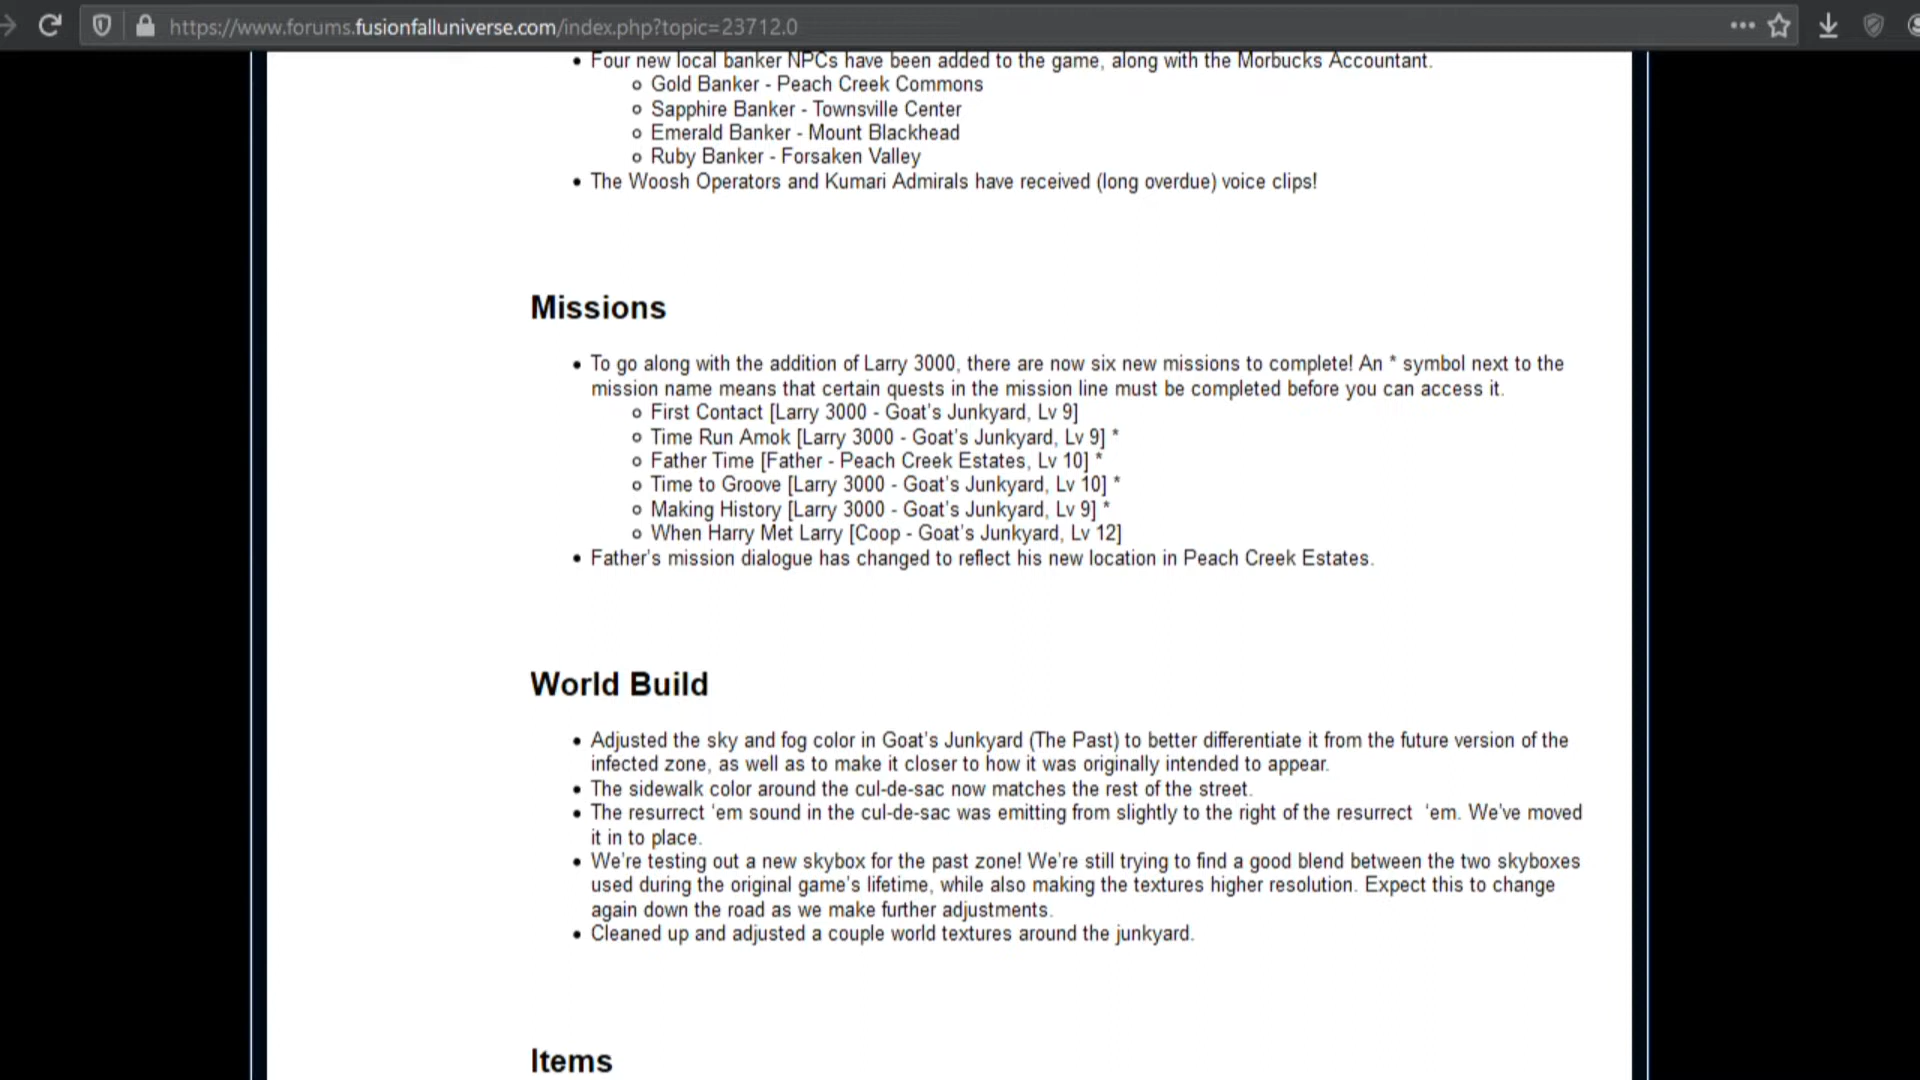 https://www.forums.fusionfalluniverse.com/index.php?topic=23712.0
Four new local banker NPCs have been added to the game, along with the Morbucks Accountant.
Gold Banker - Peach Creek Commons
Sapphire Banker - Townsville Center
Emerald Banker - Mount Blackhead
Ruby Banker - Forsaken Valley
The Woosh Operators and Kumari Admirals have received (long overdue) voice clips!
Missions
To go along with the addition of Larry 3000, there are now six new missions to complete! An * symbol next to the
mission name means that certain quests in the mission line must be completed before you can access it.
First Contact [Larry 3000 - Goat's Junkyard, Lv 9]
Time Run Amok [Larry 3000 - Goat's Junkyard, Lv 9] *
Father Time [Father - Peach Creek Estates, Lv 10] *
Time to Groove [Larry 3000 - Goat's Junkyard, Lv 10] *
Making History [Larry 3000 - Goat's Junkyard, Lv 9] *
When Harry Met Larry [Coop - Goat's Junkyard, Lv 12]
Father's mission dialogue has changed to reflect his new location in Peach Creek Estates.
World Build
Adjusted the sky and fog color in Goat's Junkyard (The Past) to better differentiate it from the future version of the
infected zone, as well as to make it closer to how it was originally intended to appear.
The sidewalk color around the cul-de-sac now matches the rest of the street.
The resurrect 'em sound in the cul-de-sac was emitting from slightly to the right of the resurrect  'em. We've moved
it in to place.
We're testing out a new skybox for the past zone! We're still trying to find a good blend between the two skyboxes
used during the original game's lifetime, while also making the textures higher resolution. Expect this to change
again down the road as we make further adjustments.
Cleaned up and adjusted a couple world textures around the junkyard.
Items